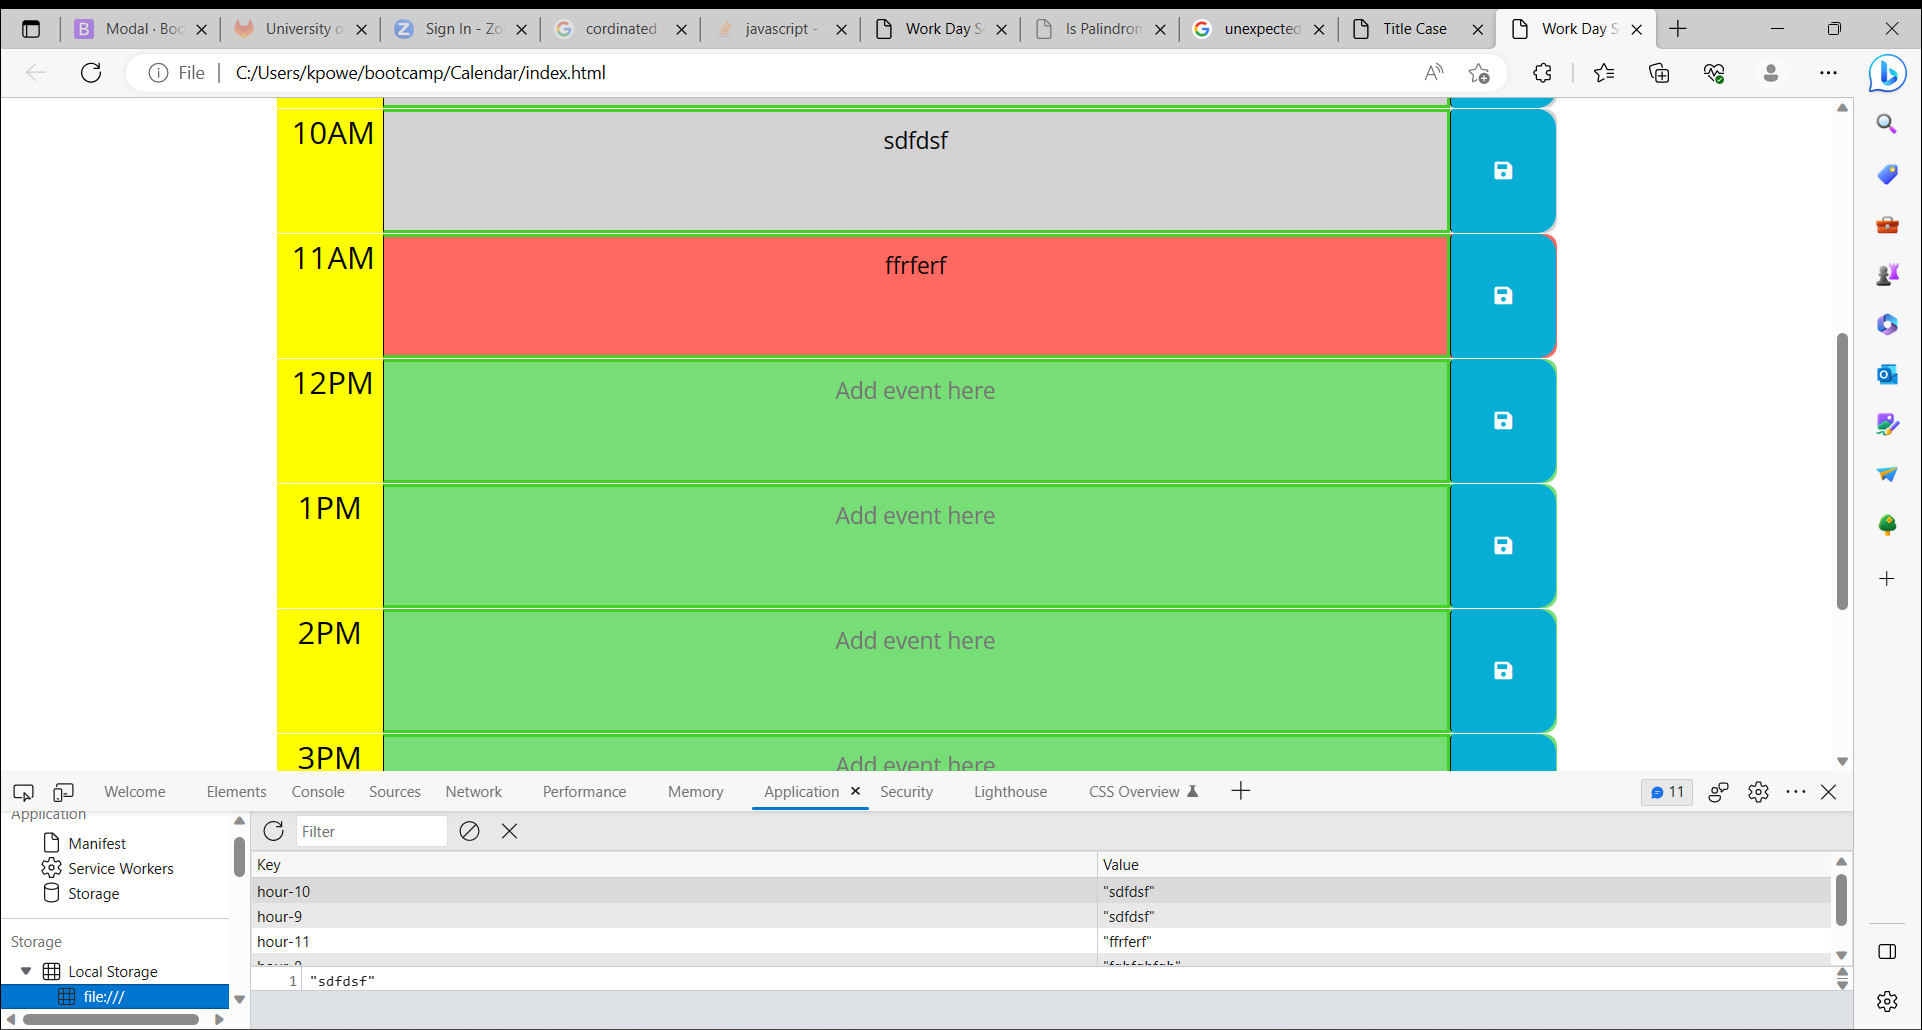 Modal · Boo
University o
Sign In - Zo
cordinated
javascript -
Work Day S
Is Palindrom
unexpected
Title Case
Work Day S
File
C:/Users/kpowe/bootcamp/Calendar/index.html
10AM
sdfdsf
11AM
ffrferf
12PM
Add event here
1PM
Add event here
2PM
Add event here
3PM
Add event here
Welcome
Elements
Console
Sources
Network
Performance
Memory
Application
Security
Lighthouse
CSS Overview
11
Application
Filter
Manifest
Service Workers
Storage
Storage
Local Storage
file:///
Key Value
hour-10 "sdfdsf"
hour-9 "sdfdsf"
hour-11 "ffrferf"
1 "sdfdsf"